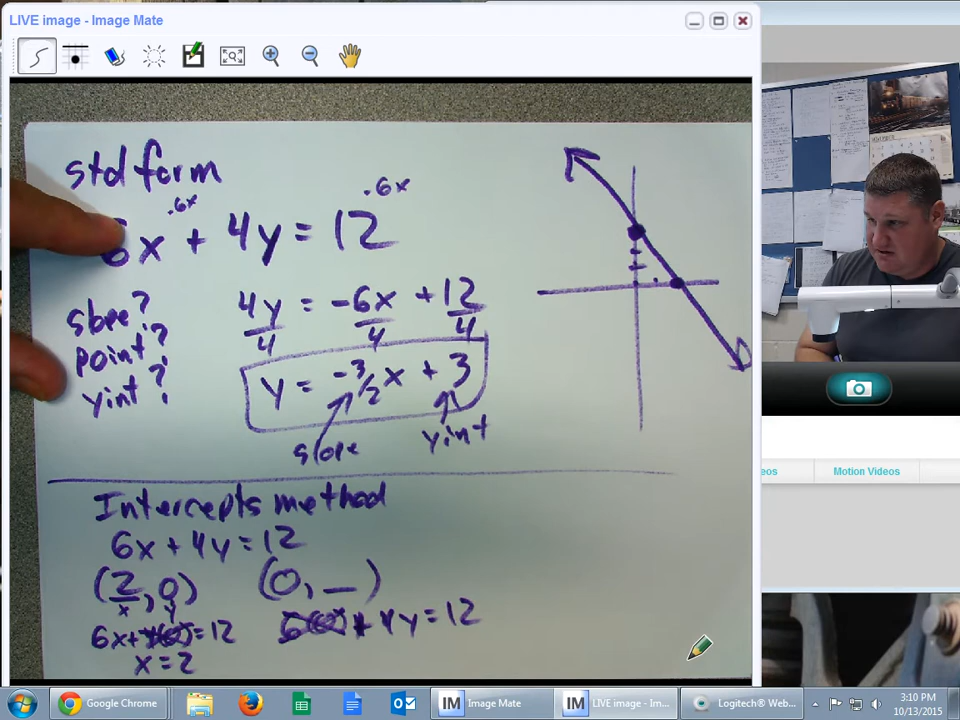 LIVE image - Image Mate
std form
-6x -6x
6x + 4y = 12
slope?
point?
yint?
4y = -6x + 12
4 4 4
y = -3/2x + 3
slope yint
Intercepts method
6x + 4y = 12
(2, 0) (0, _)
x y
6x + 4(0) = 12 6(0) + 4y = 12
x = 2
eos
Motion Videos
Google Chrome
IM Image Mate
IM LIVE image - Im...
Logitech® Web...
3:10 PM
10/13/2015